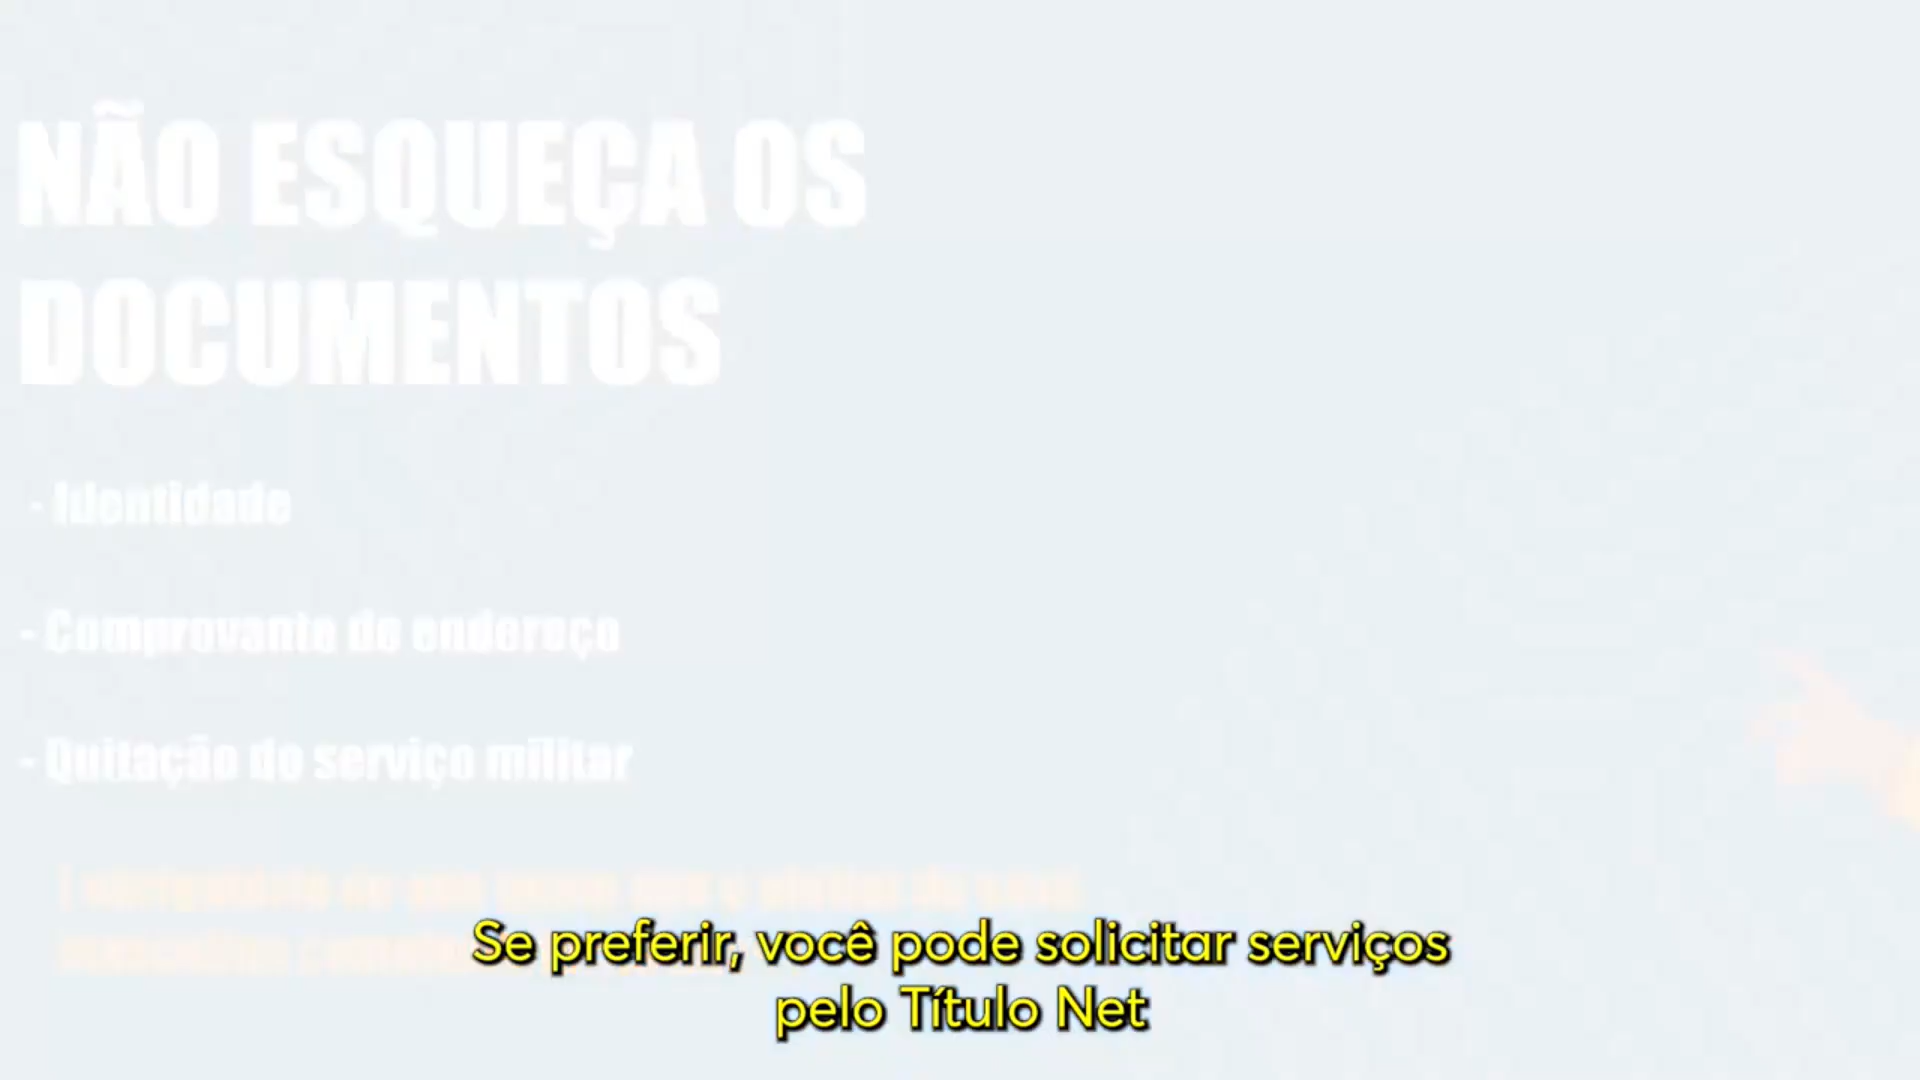 NÃO ESQUEÇA OS
DOCUMENTOS
- Identidade
- Comprovante de endereço
- Quitação do serviço militar
Se preferir, você pode solicitar serviços
pelo Título Net